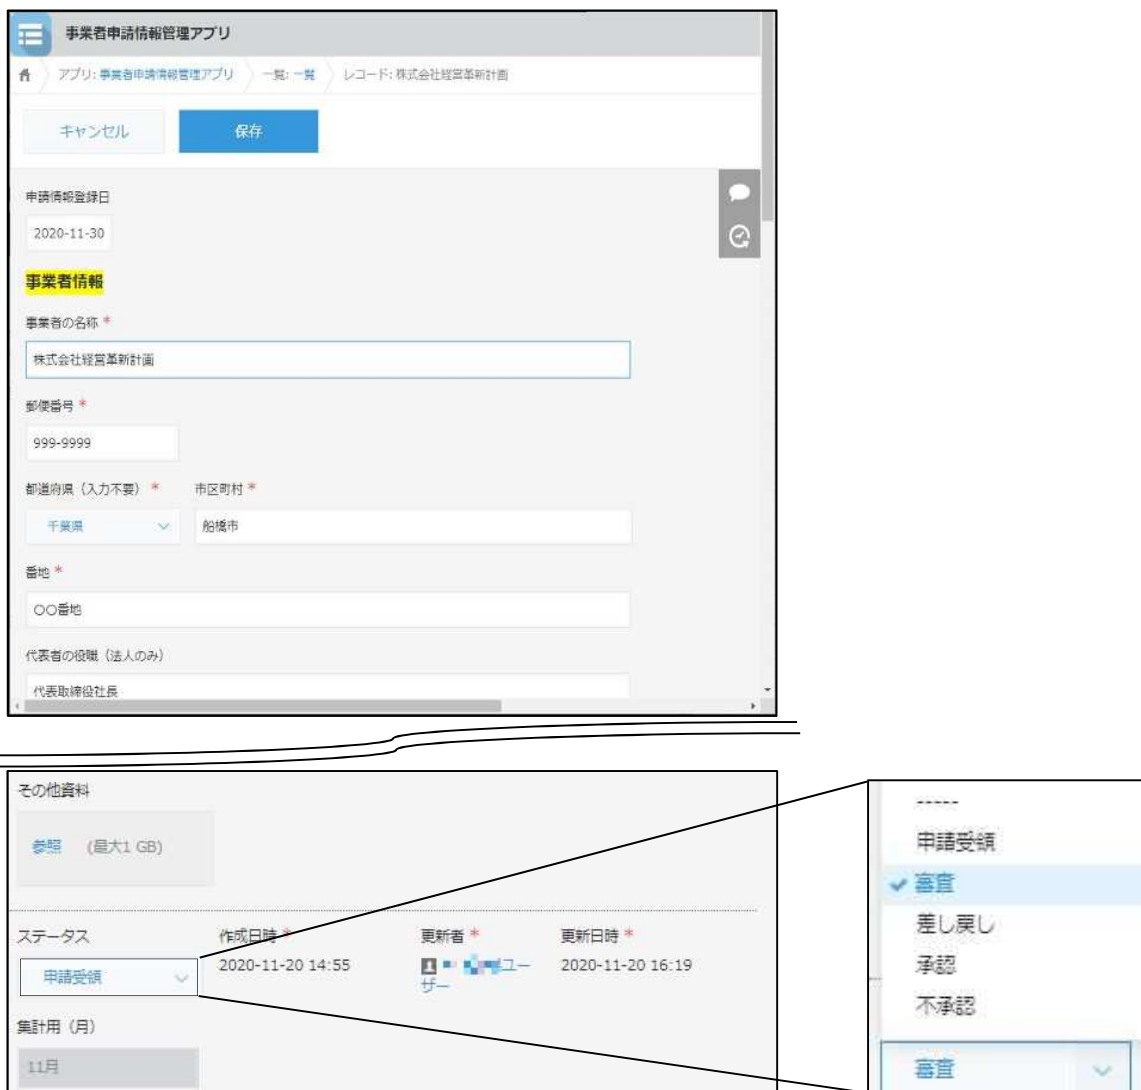 事業者申請情報管理アプリ
アプリ: 事業者申請情報管理アプリ 一覧: 一覧 レコード: 株式会社経営革新計画
キャンセル 保存
申請情報登録日
2020-11-30
事業者情報
事業者の名称 *
株式会社経営革新計画
郵便番号 *
999-9999
都道府県（入力不要） * 市区町村 *
千葉県 船橋市
番地 *
〇〇番地
代表者の役職（法人のみ）
代表取締役社長
その他資料
参照 (最大1 GB)
ステータス 作成日時 * 更新者 * 更新日時 *
申請受領 2020-11-20 14:55 ユー 2020-11-20 16:19
ザー
集計用（月）
11月
-----
申請受領
審査
差し戻し
承認
不承認
審査